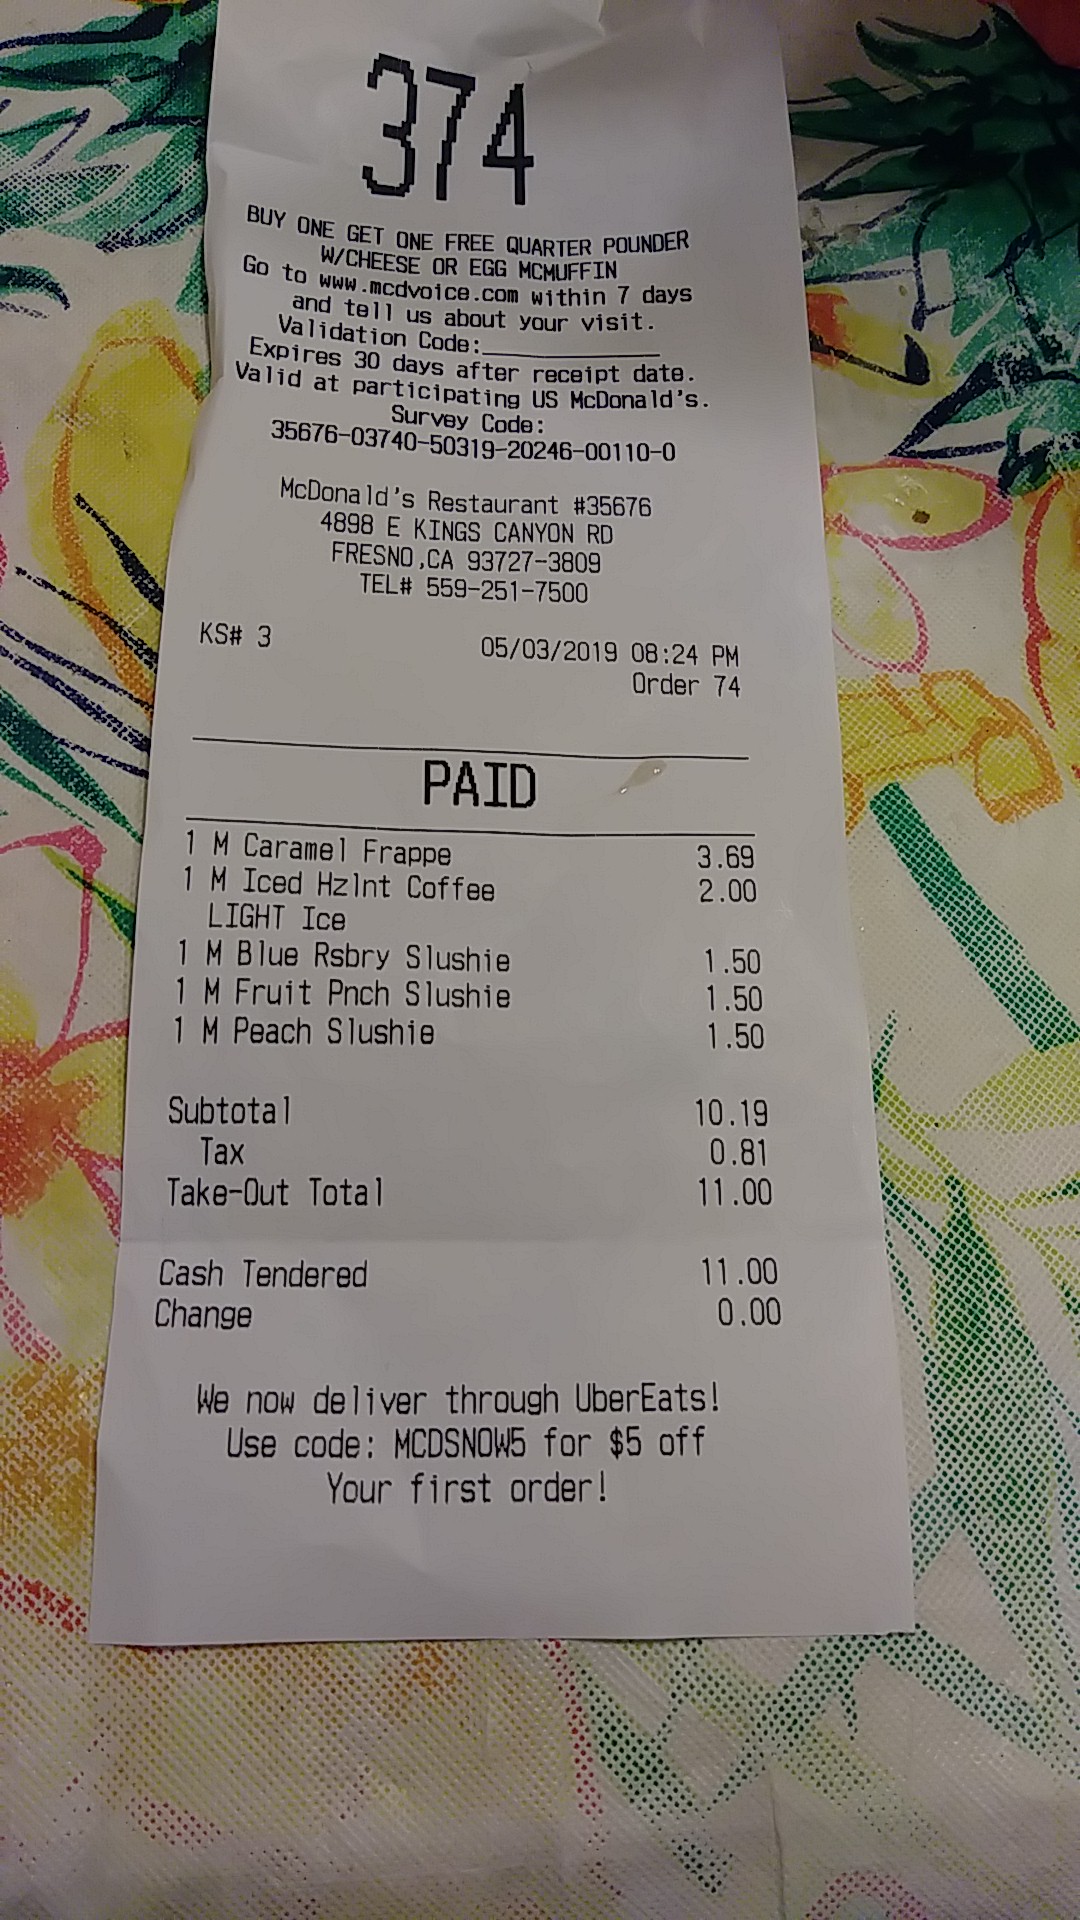 374
BUY ONE GET ONE FREE QUARTER POUNDER
W/CHEESE OR EGG MCMUFFIN
Go to www.mcdvoice.com within 7 days
and tell us about your visit.
Validation Code:_______________
Expires 30 days after receipt date.
Valid at participating US McDonald's.
Survey Code:
35676-03740-50319-20246-00110-0
McDonald's Restaurant #35676
4898 E KINGS CANYON RD
FRESNO,CA 93727-3809
TEL# 559-251-7500
KS# 3 05/03/2019 08:24 PM
Order 74
PAID
1 M Caramel Frappe 3.69
1 M Iced Hzlnt Coffee 2.00
LIGHT Ice
1 M Blue Rsbry Slushie 1.50
1 M Fruit Pnch Slushie 1.50
1 M Peach Slushie 1.50
Subtotal 10.19
Tax 0.81
Take-Out Total 11.00
Cash Tendered 11.00
Change 0.00
We now deliver through UberEats!
Use code: MCDSNOW5 for $5 off
Your first order!